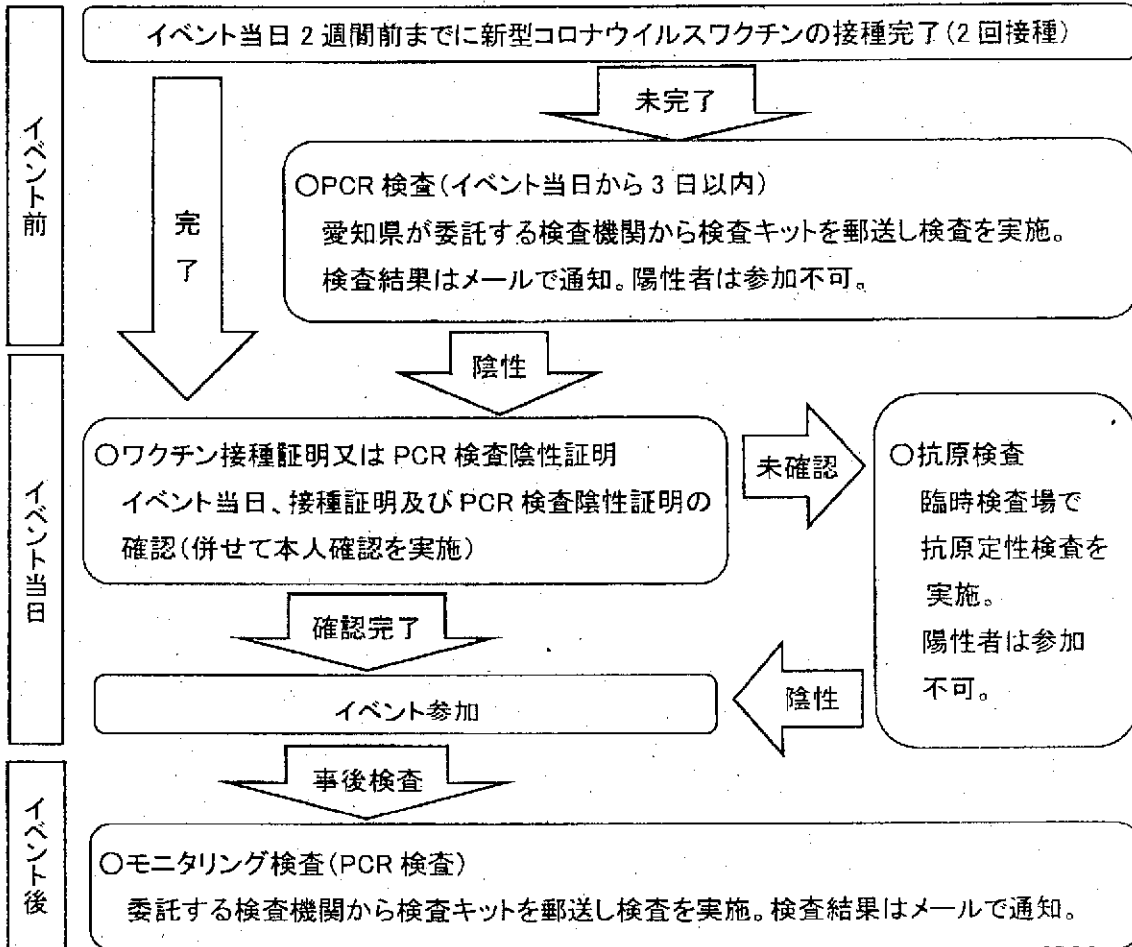 イベント前
イベント当日2週間前までに新型コロナウイルスワクチンの接種完了(2回接種)
未完了
完了
○PCR検査(イベント当日から3日以内)
愛知県が委託する検査機関から検査キットを郵送し検査を実施。
検査結果はメールで通知。陽性者は参加不可。
陰性
イベント当日
○ワクチン接種証明又はPCR検査陰性証明
イベント当日、接種証明及びPCR検査陰性証明の
確認(併せて本人確認を実施)
未確認
○抗原検査
臨時検査場で
抗原定性検査を
実施。
陽性者は参加
不可。
確認完了
陰性
イベント参加
事後検査
イベント後
○モニタリング検査(PCR検査)
委託する検査機関から検査キットを郵送し検査を実施。検査結果はメールで通知。